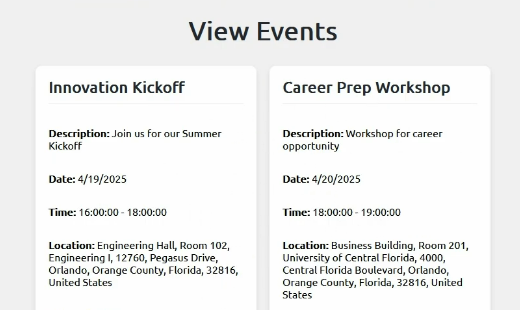 View Events
Innovation Kickoff
Description: Join us for our Summer
Kickoff
Date: 4/19/2025
Time: 16:00:00 - 18:00:00
Location: Engineering Hall, Room 102,
Engineering I, 12760, Pegasus Drive,
Orlando, Orange County, Florida, 32816,
United States
Career Prep Workshop
Description: Workshop for career
opportunity
Date: 4/20/2025
Time: 18:00:00 - 19:00:00
Location: Business Building, Room 201,
University of Central Florida, 4000,
Central Florida Boulevard, Orlando,
Orange County, Florida, 32816, United
States